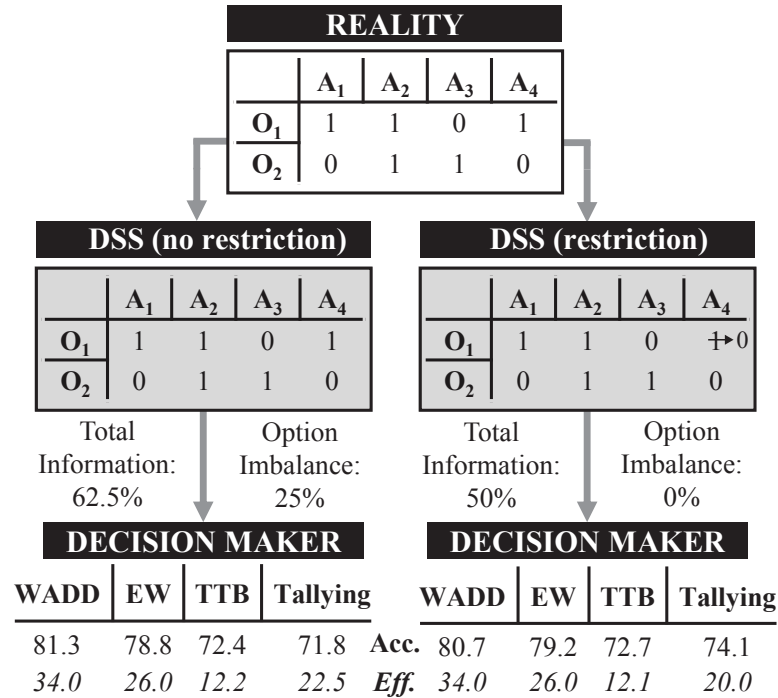 REALITY
A₁ A₂ A₃ A₄
O₁ 1 1 0 1
O₂ 0 1 1 0
DSS (no restriction)
A₁ A₂ A₃ A₄
O₁ 1 1 0 1
O₂ 0 1 1 0
Total Information: 62.5%
Option Imbalance: 25%
DSS (restriction)
A₁ A₂ A₃ A₄
O₁ 1 1 0 1→0
O₂ 0 1 1 0
Total Information: 50%
Option Imbalance: 0%
DECISION MAKER
WADD EW TTB Tallying
81.3 78.8 72.4 71.8
34.0 26.0 12.2 22.5
Acc.
Eff.
DECISION MAKER
WADD EW TTB Tallying
80.7 79.2 72.7 74.1
34.0 26.0 12.1 20.0